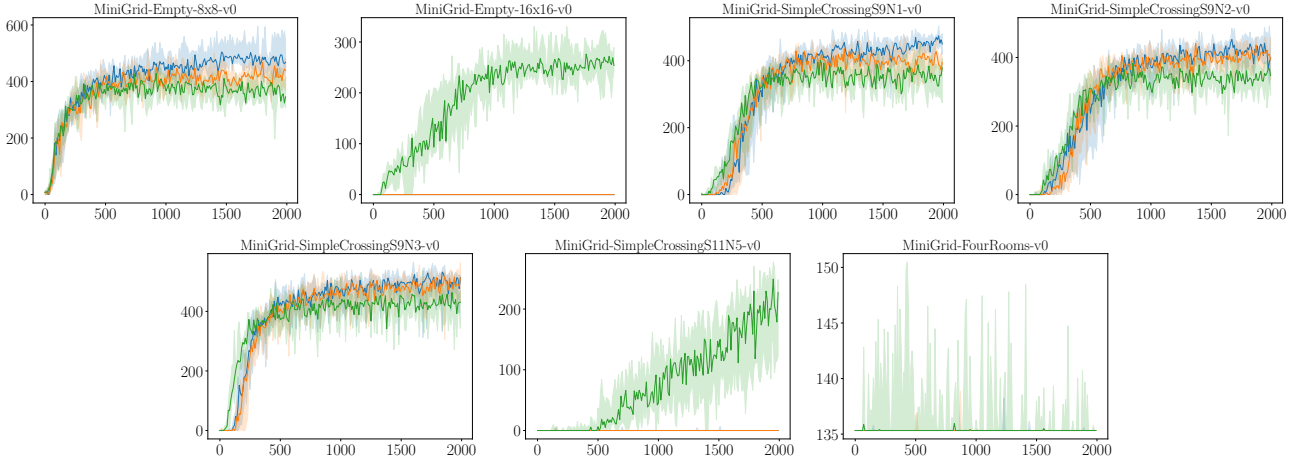 MiniGrid-Empty-8x8-v0
600
400
200
0
0 500 1000 1500 2000
MiniGrid-Empty-16x16-v0
300
200
100
0
0 500 1000 1500 2000
MiniGrid-SimpleCrossingS9N1-v0
400
200
0
0 500 1000 1500 2000
MiniGrid-SimpleCrossingS9N2-v0
400
200
0
0 500 1000 1500 2000
MiniGrid-SimpleCrossingS9N3-v0
400
200
0
0 500 1000 1500 2000
MiniGrid-SimpleCrossingS11N5-v0
200
100
0
0 500 1000 1500 2000
MiniGrid-FourRooms-v0
150
145
140
135
0 500 1000 1500 2000